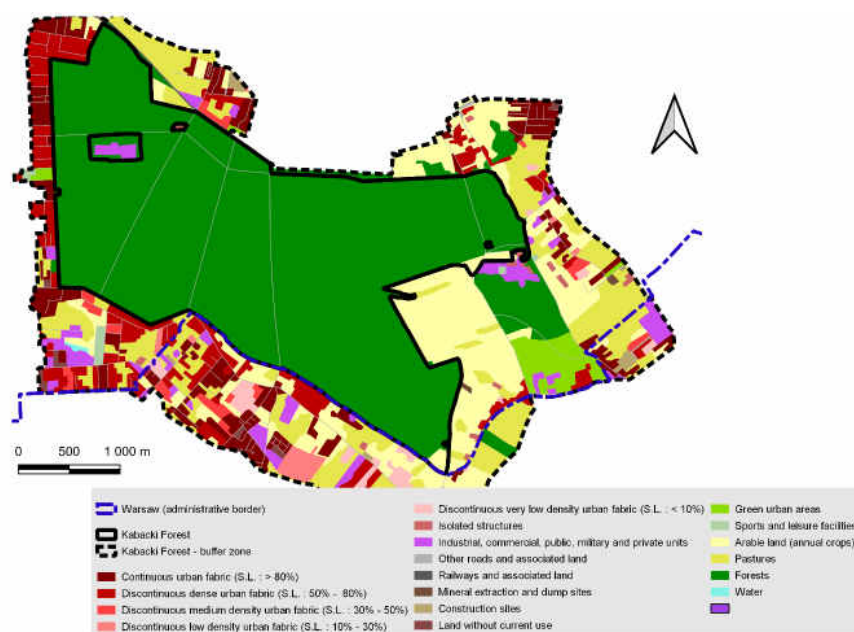 0 500 1 000 m
Warsaw (administrative border)
Kabacki Forest
Kabacki Forest - buffer zone
Continuous urban fabric (S.L. : > 80%)
Discontinuous dense urban fabric (S.L. : 50% - 80%)
Discontinuous medium density urban fabric (S.L. : 30% - 50%)
Discontinuous low density urban fabric (S.L. : 10% - 30%)
Discontinuous very low density urban fabric (S.L. : < 10%)
Isolated structures
Industrial, commercial, public, military and private units
Other roads and associated land
Railways and associated land
Mineral extraction and dump sites
Construction sites
Land without current use
Green urban areas
Sports and leisure facilities
Arable land (annual crops)
Pastures
Forests
Water